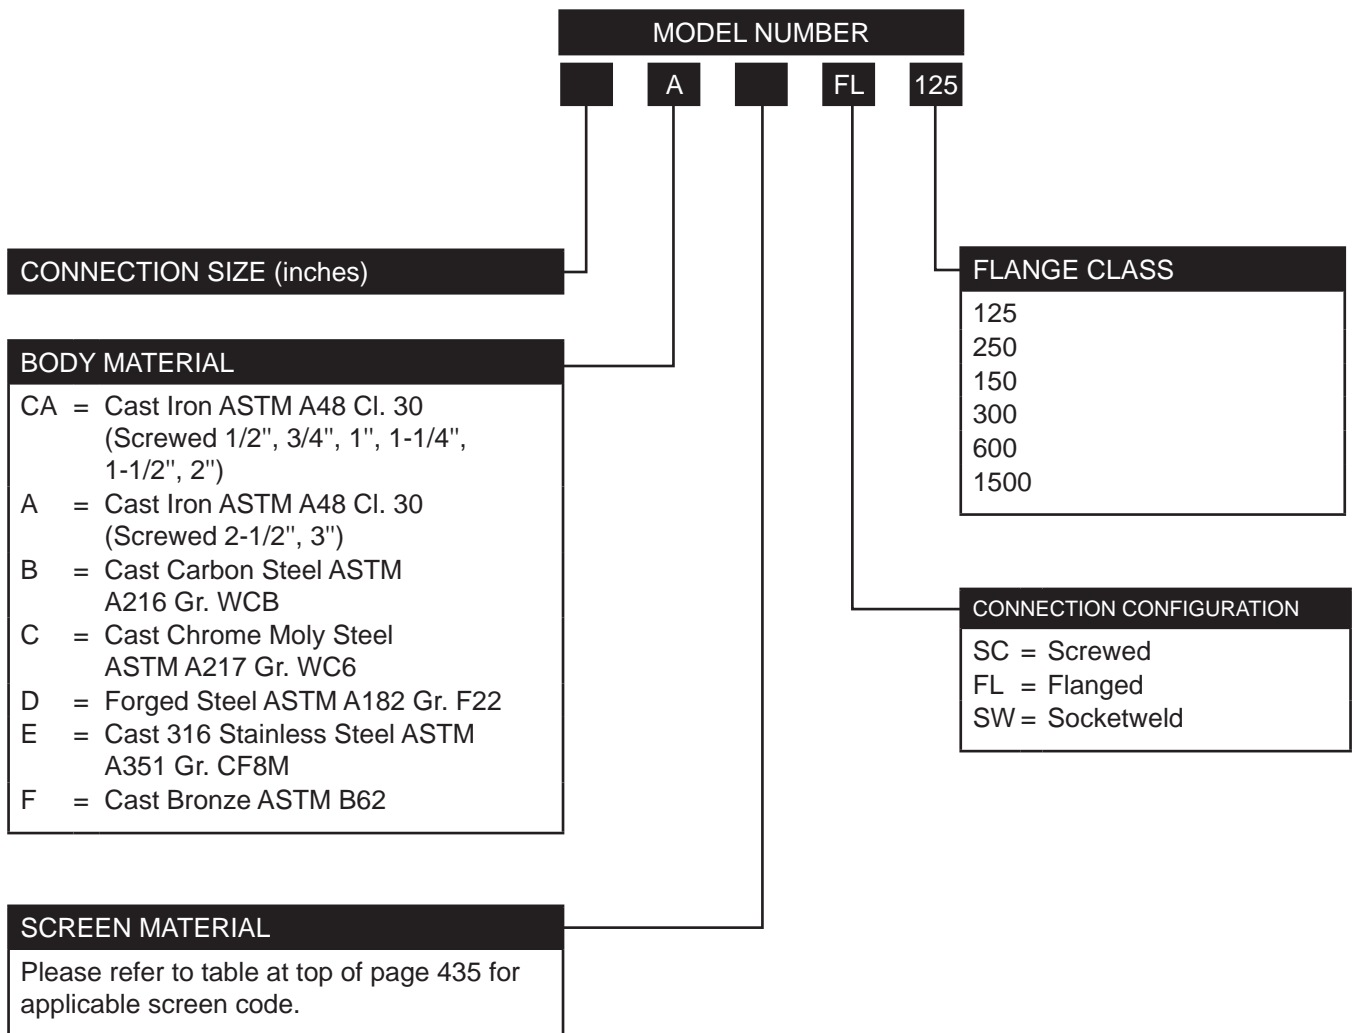 MODEL NUMBER
A FL 125
CONNECTION SIZE (inches)
BODY MATERIAL
CA = Cast Iron ASTM A48 Cl. 30
(Screwed 1/2", 3/4", 1", 1-1/4",
1-1/2", 2")
A = Cast Iron ASTM A48 Cl. 30
(Screwed 2-1/2", 3")
B = Cast Carbon Steel ASTM
A216 Gr. WCB
C = Cast Chrome Moly Steel
ASTM A217 Gr. WC6
D = Forged Steel ASTM A182 Gr. F22
E = Cast 316 Stainless Steel ASTM
A351 Gr. CF8M
F = Cast Bronze ASTM B62
SCREEN MATERIAL
Please refer to table at top of page 435 for
applicable screen code.
FLANGE CLASS
125
250
150
300
600
1500
CONNECTION CONFIGURATION
SC = Screwed
FL = Flanged
SW = Socketweld